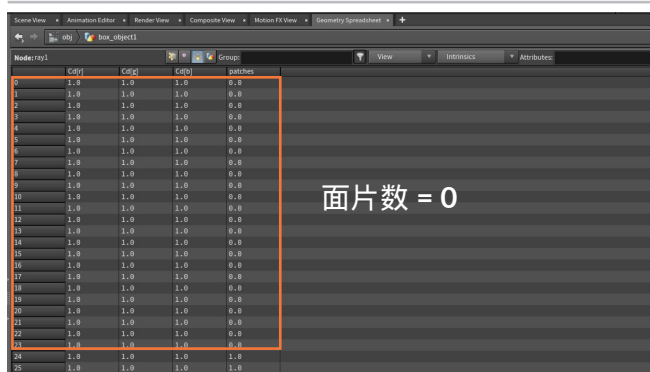 Scene View × Animation Editor × Render View × Composite View × Motion FX View × Geometry Spreadsheet × +
obj box_object1
Node: ray1 Group: View Intrinsics Attributes:
Cd[r] Cd[g] Cd[b] patches
0 1.0 1.0 1.0 0.0
1 1.0 1.0 1.0 0.0
2 1.0 1.0 1.0 0.0
3 1.0 1.0 1.0 0.0
4 1.0 1.0 1.0 0.0
5 1.0 1.0 1.0 0.0
6 1.0 1.0 1.0 0.0
7 1.0 1.0 1.0 0.0
8 1.0 1.0 1.0 0.0
9 1.0 1.0 1.0 0.0
10 1.0 1.0 1.0 0.0
面片数 = 0
11 1.0 1.0 1.0 0.0
12 1.0 1.0 1.0 0.0
13 1.0 1.0 1.0 0.0
14 1.0 1.0 1.0 0.0
15 1.0 1.0 1.0 0.0
16 1.0 1.0 1.0 0.0
17 1.0 1.0 1.0 0.0
18 1.0 1.0 1.0 0.0
19 1.0 1.0 1.0 0.0
20 1.0 1.0 1.0 0.0
21 1.0 1.0 1.0 0.0
22 1.0 1.0 1.0 0.0
23 1.0 1.0 1.0 0.0
24 1.0 1.0 1.0 1.0
25 1.0 1.0 1.0 1.0